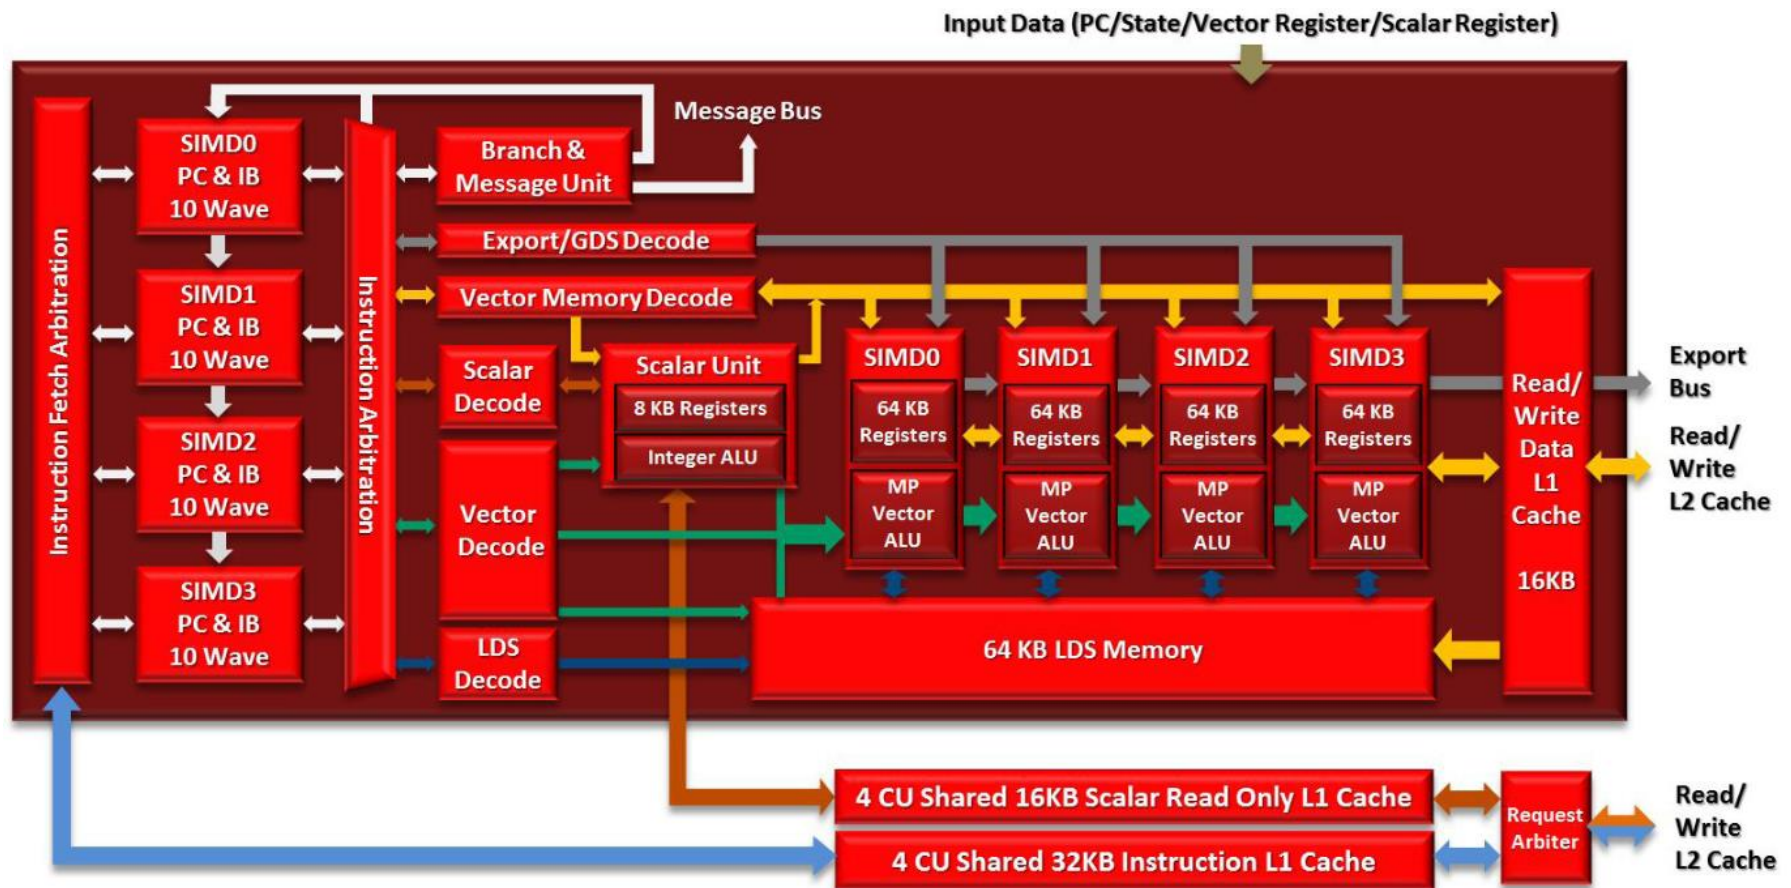 Input Data (PC/State/Vector Register/Scalar Register)
Instruction Fetch Arbitration
SIMD0
PC & IB
10 Wave
SIMD1
PC & IB
10 Wave
SIMD2
PC & IB
10 Wave
SIMD3
PC & IB
10 Wave
Instruction Arbitration
Branch &
Message Unit
Message Bus
Export/GDS Decode
Vector Memory Decode
Scalar
Decode
Scalar Unit
8 KB Registers
Integer ALU
Vector
Decode
LDS
Decode
SIMD0
64 KB
Registers
MP
Vector
ALU
SIMD1
64 KB
Registers
MP
Vector
ALU
SIMD2
64 KB
Registers
MP
Vector
ALU
SIMD3
64 KB
Registers
MP
Vector
ALU
64 KB LDS Memory
Read/
Write
Data
L1
Cache
16KB
Export
Bus
Read/
Write
L2 Cache
4 CU Shared 16KB Scalar Read Only L1 Cache
4 CU Shared 32KB Instruction L1 Cache
Request
Arbiter
Read/
Write
L2 Cache